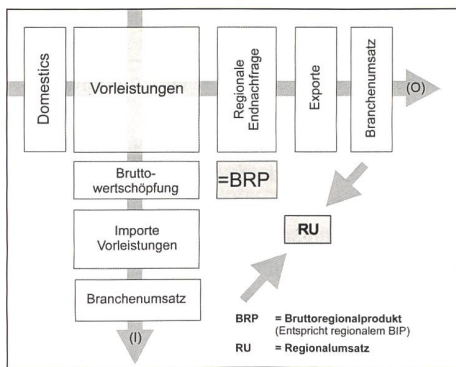 Domestics
Vorleistungen
Regionale
Endnachfrage
Exporte
Branchenumsatz
(O)
Brutto-
wertschöpfung
=BRP
Importe
Vorleistungen
RU
Branchenumsatz
(I)
BRP = Bruttoregionalprodukt
(Entspricht regionalem BIP)
RU = Regionalumsatz